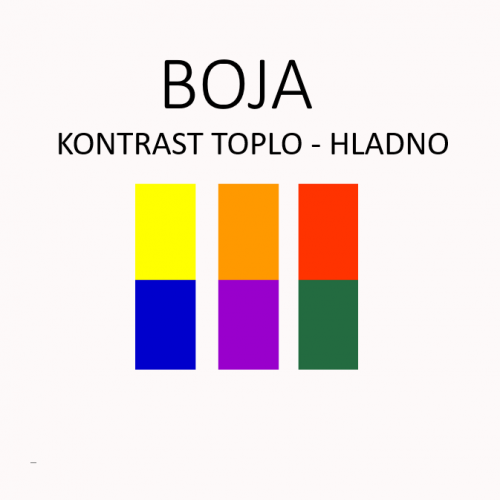 BOJA
KONTRAST TOPLO - HLADNO